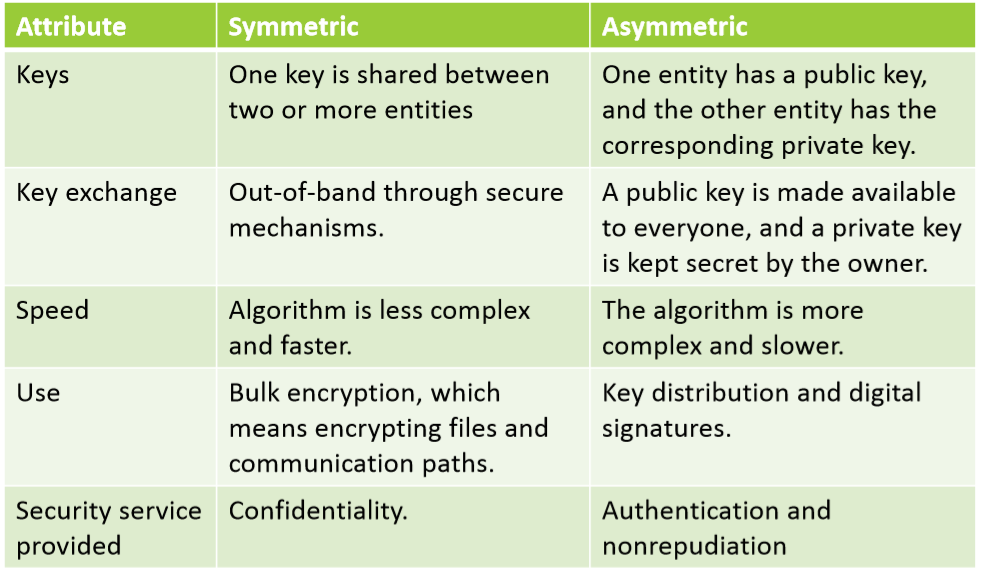 Attribute
Symmetric
Asymmetric
Keys
One key is shared between
two or more entities
One entity has a public key,
and the other entity has the
corresponding private key.
Key exchange
Out-of-band through secure
mechanisms.
A public key is made available
to everyone, and a private key
is kept secret by the owner.
Speed
Algorithm is less complex
and faster.
The algorithm is more
complex and slower.
Use
Bulk encryption, which
means encrypting files and
communication paths.
Key distribution and digital
signatures.
Security service
provided
Confidentiality.
Authentication and
nonrepudiation